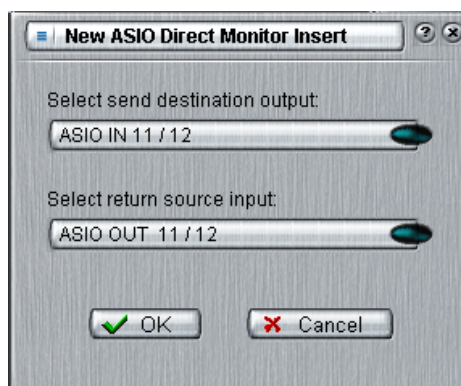 New ASIO Direct Monitor Insert
Select send destination output:
ASIO IN 11 / 12
Select return source input:
ASIO OUT 11 / 12
OK
Cancel